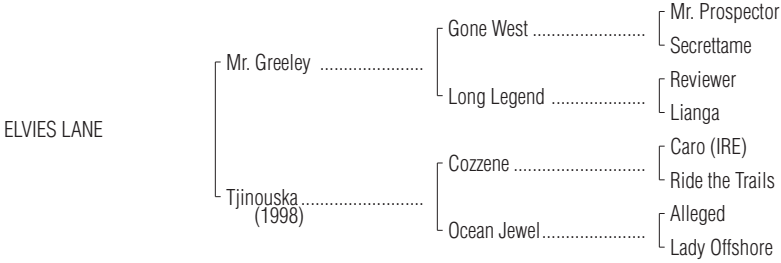 Mr. Prospector
Gone West ........................
Secrettame
Mr. Greeley ......................
Reviewer
Long Legend ....................
Lianga
ELVIES LANE
Caro (IRE)
Cozzene ............................
Ride the Trails
Tjinouska..........................
(1998)
Alleged
Ocean Jewel......................
Lady Offshore